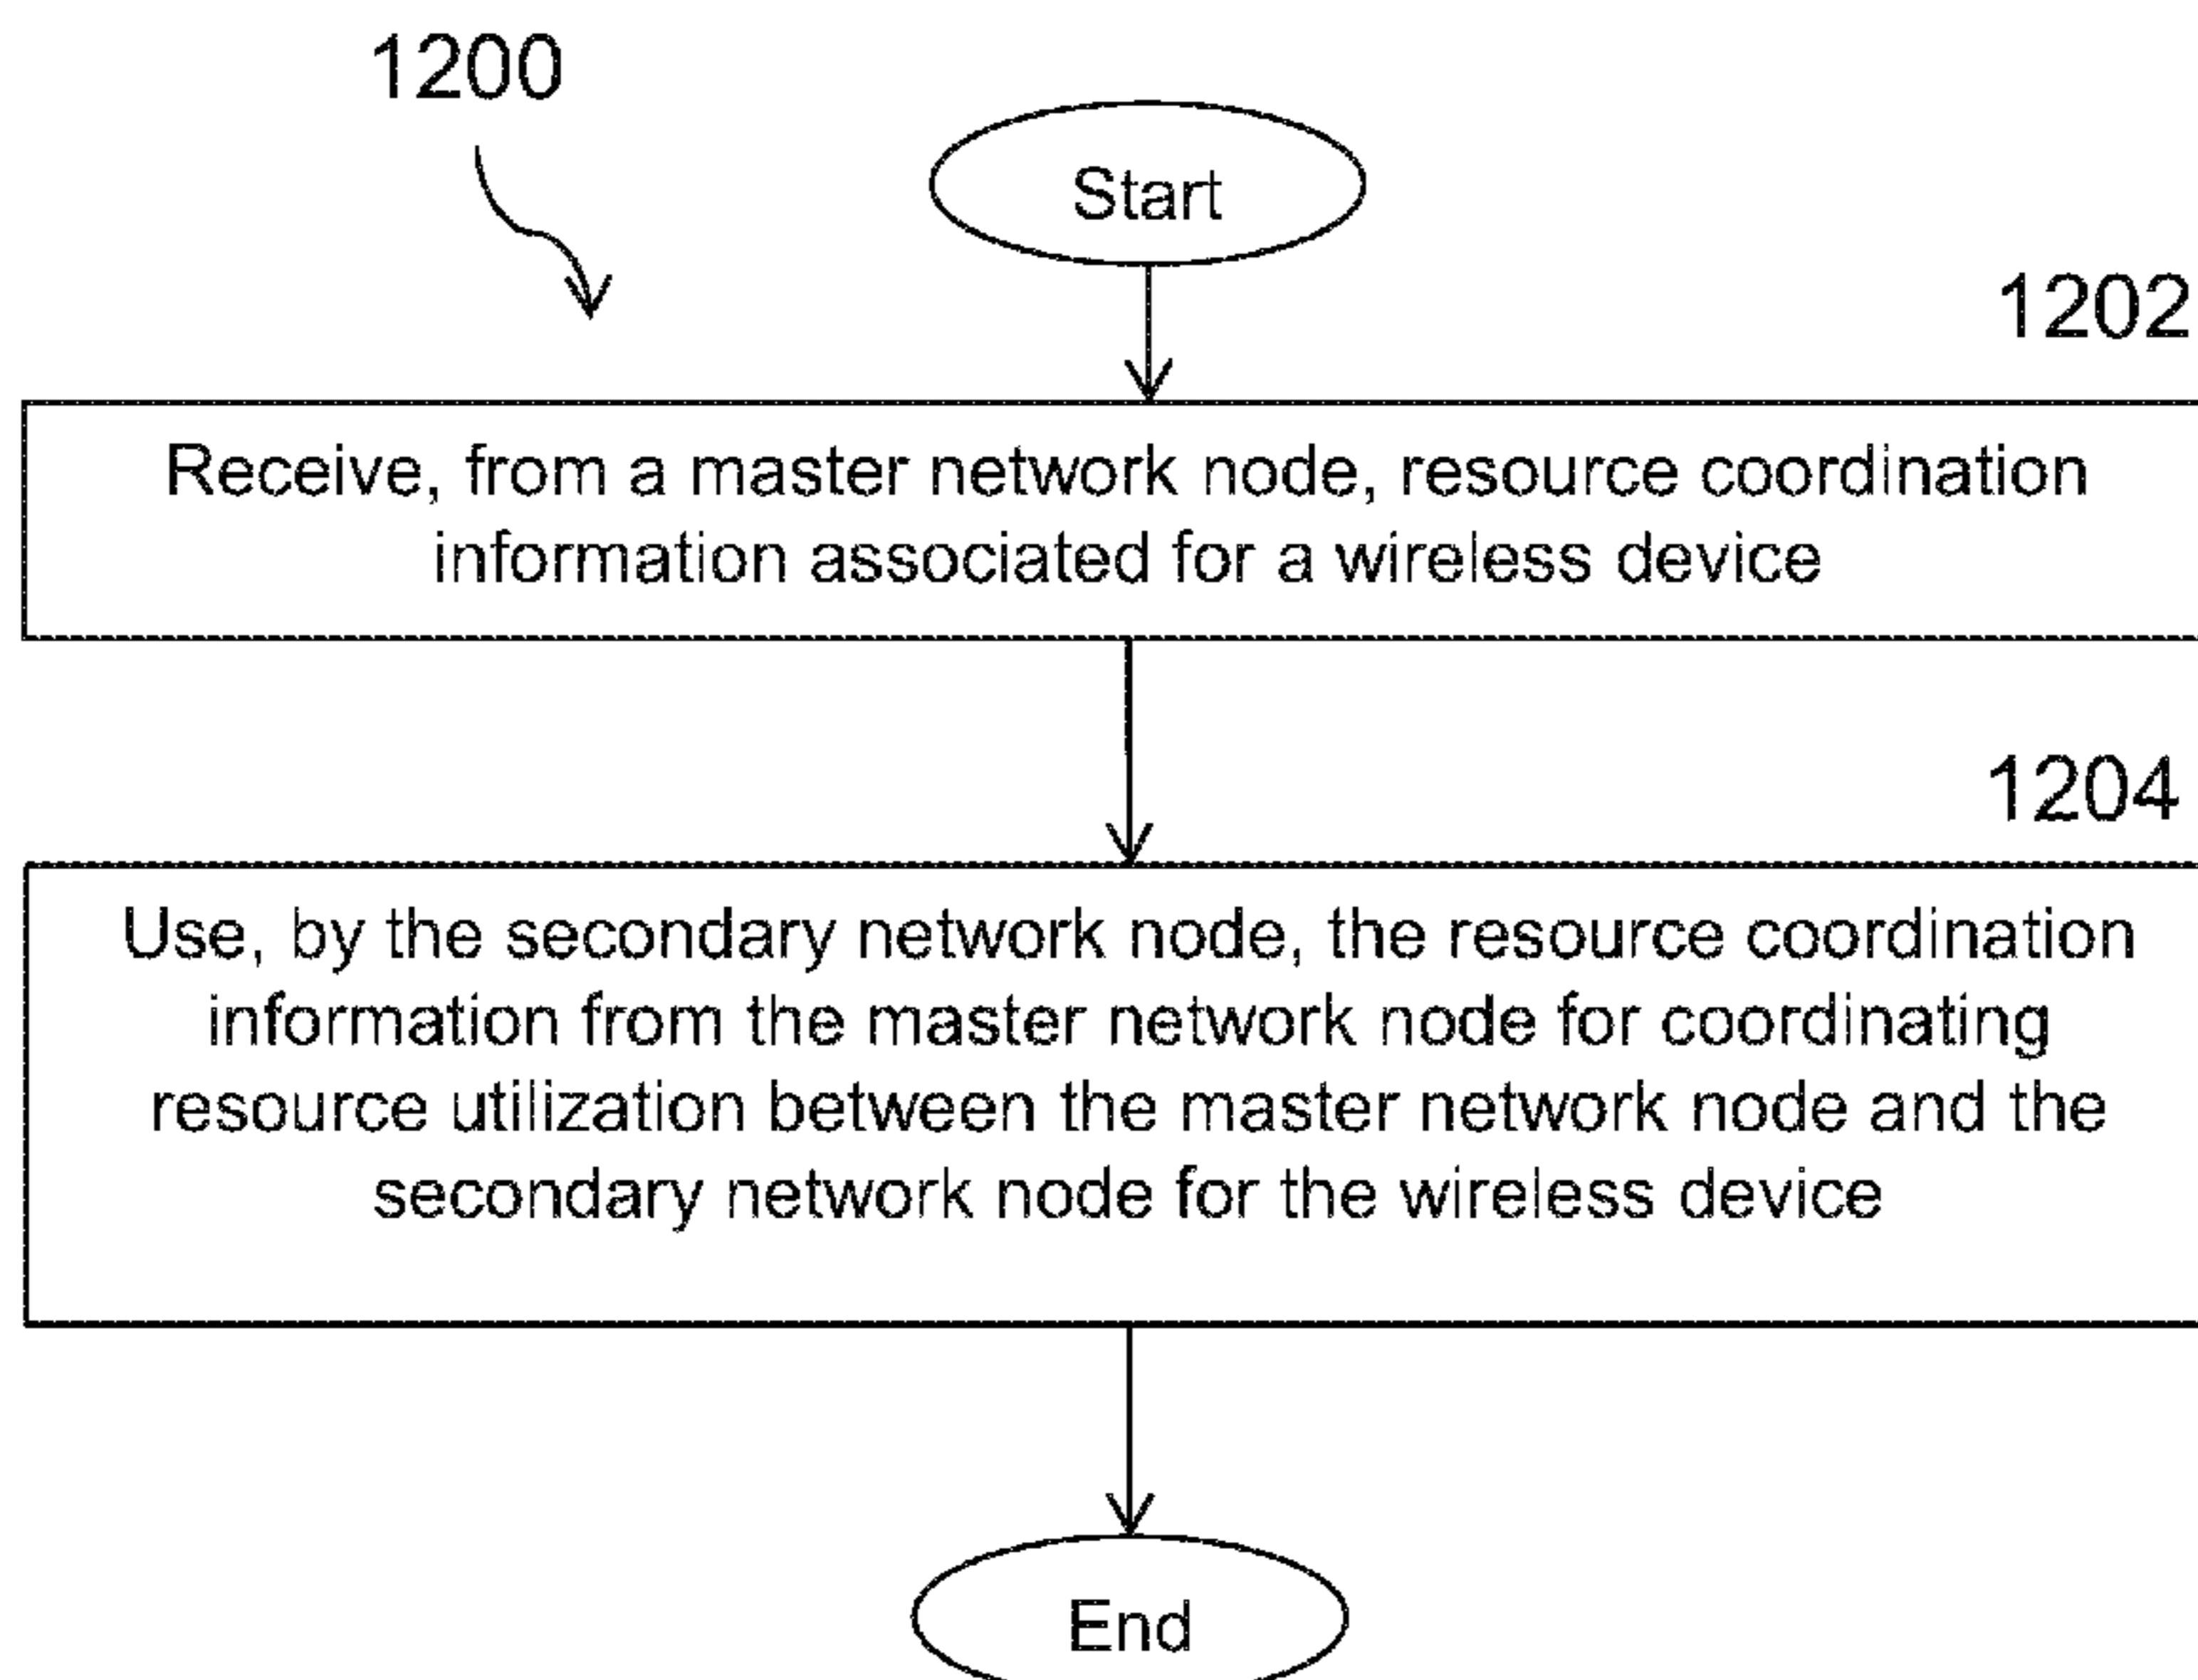 1200
Start
1202
Receive, from a master network node, resource coordination
information associated for a wireless device
1204
Use, by the secondary network node, the resource coordination
information from the master network node for coordinating
resource utilization between the master network node and the
secondary network node for the wireless device
End